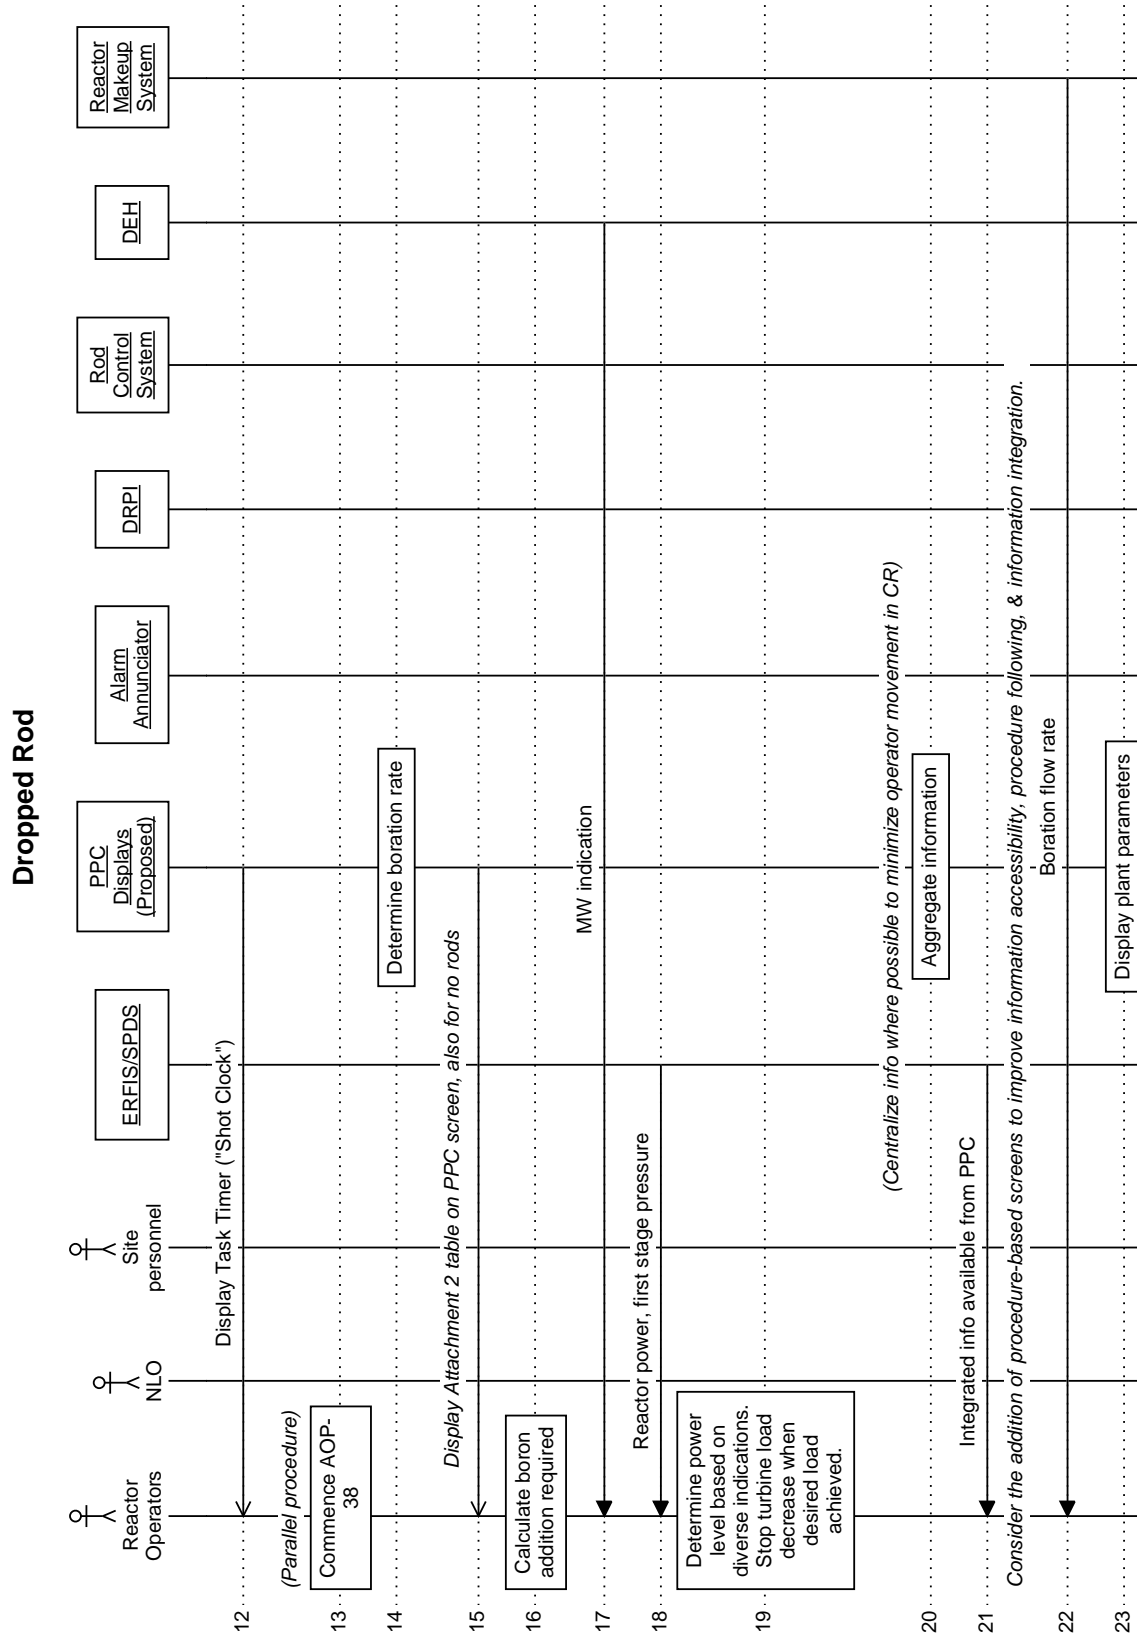 Dropped Rod
Reactor
Operators
NLO
Site
personnel
ERFIS/SPDS
PPC
Displays
(Proposed)
Alarm
Annunciator
DRPI
Rod
Control
System
DEH
Reactor
Makeup
System
12
Display Task Timer ("Shot Clock")
(Parallel procedure)
13
Commence AOP-
38
14
Determine boration rate
Display Attachment 2 table on PPC screen, also for no rods
15
16
Calculate boron
addition required
MW indication
17
Reactor power, first stage pressure
18
19
Determine power
level based on
diverse indications.
Stop turbine load
decrease when
desired load
achieved.
(Centralize info where possible to minimize operator movement in CR)
20
Aggregate information
Integrated info available from PPC
21
Consider the addition of procedure-based screens to improve information accessibility, procedure following, & information integration.
Boration flow rate
22
23
Display plant parameters